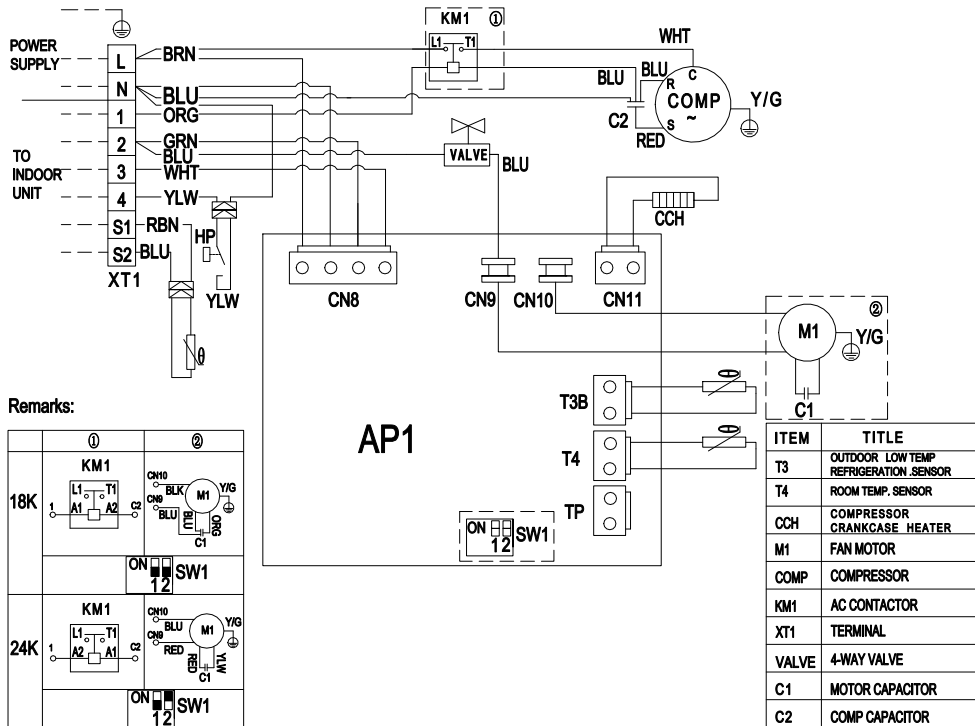 POWER
SUPPLY
L
BRN
N
BLU
1
ORG
2
GRN
BLU
3
WHT
4
YLW
S1
RBN
S2
BLU
XT1
TO
INDOOR
UNIT
HP
YLW
θ
KM1
①
L1
T1
WHT
BLU
BLU
C
R
COMP
~
S
C2
RED
Y/G
VALVE
BLU
CCH
CN8
CN9
CN10
CN11
AP1
T3B
T4
TP
ON
12
SW1
②
M1
Y/G
C1
Remarks:
① ②
18K
KM1
L1 T1
1 A1 A2 C2
CN10
BLK
CN9
BLU
M1
Y/G
BLU
ORG
C1
ON
12
SW1
24K
KM1
L1 T1
1 A2 A1 C2
CN10
BLU
CN9
RED
M1
Y/G
RED
YLW
C1
ON
12
SW1
ITEM TITLE
T3 OUTDOOR LOW TEMP
REFRIGERATION .SENSOR
T4 ROOM TEMP. SENSOR
CCH COMPRESSOR
CRANKCASE HEATER
M1 FAN MOTOR
COMP COMPRESSOR
KM1 AC CONTACTOR
XT1 TERMINAL
VALVE 4-WAY VALVE
C1 MOTOR CAPACITOR
C2 COMP CAPACITOR